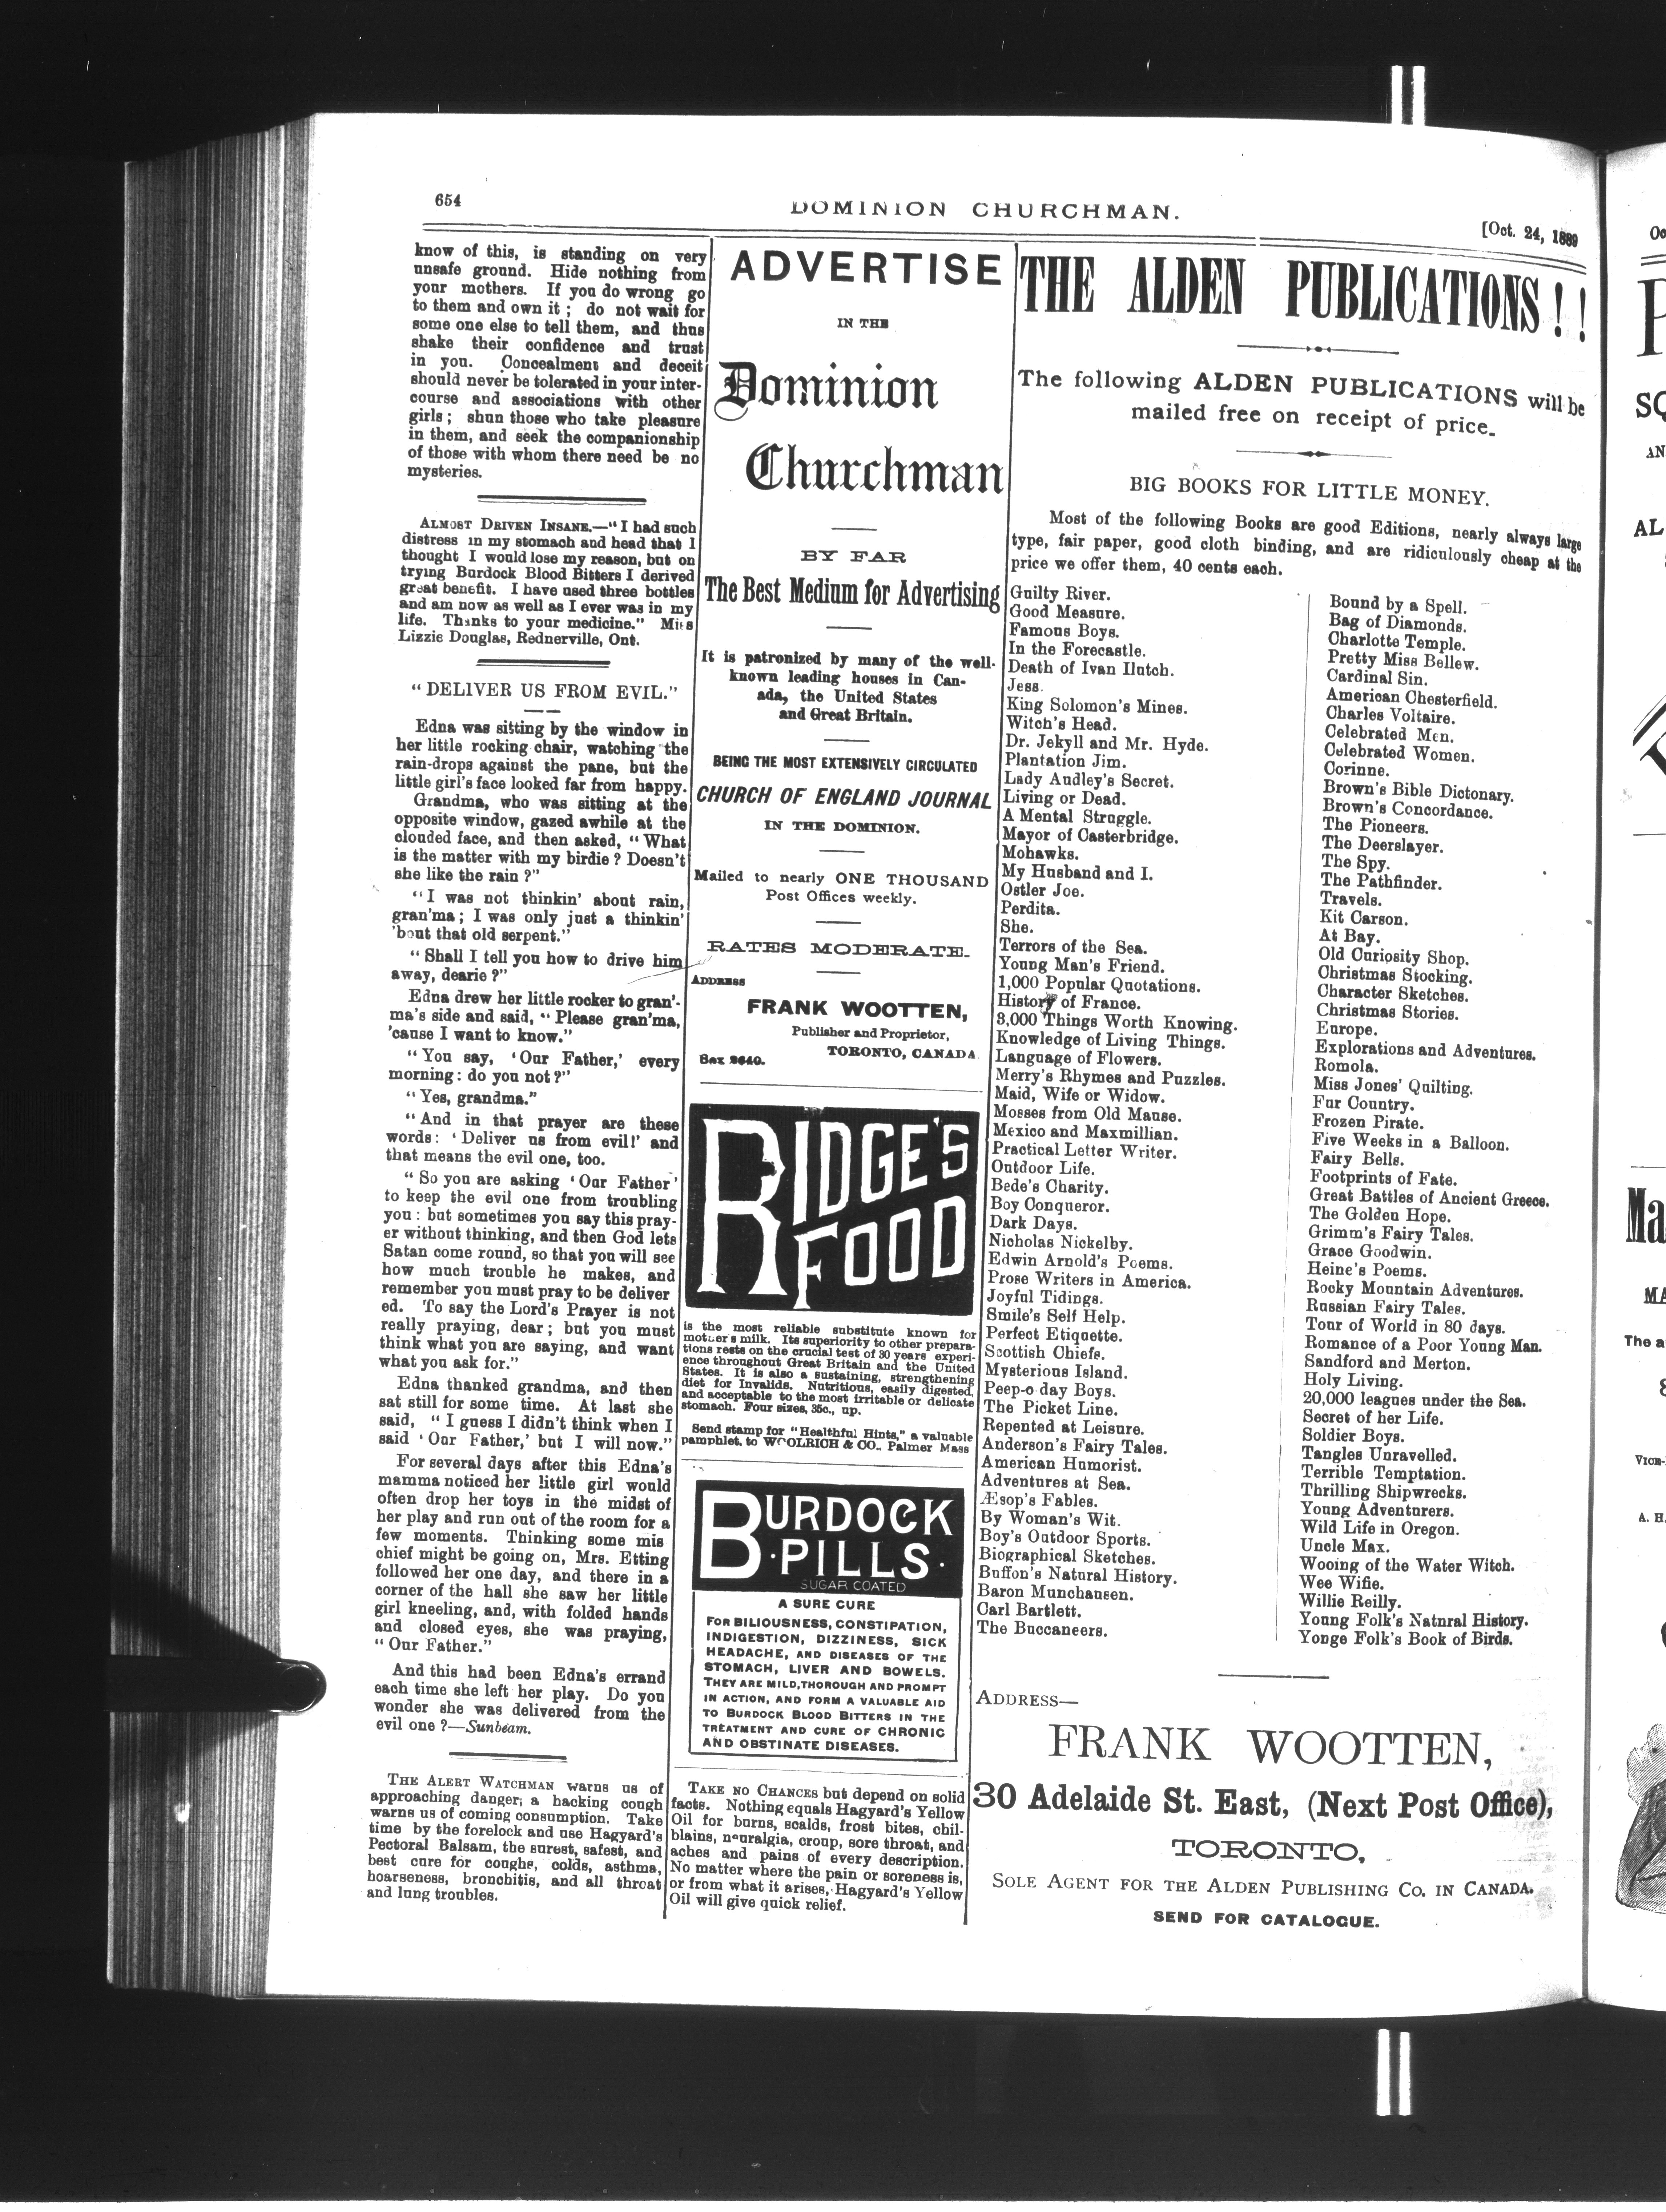 654
DOMINION CHURCHMAN.
[Oct. 24, 1889
know of this, is standing on very
unsafe ground. Hide nothing from
your mothers. If you do wrong go
to them and own it ; do not wait for
some one else to tell them, and thus
shake their confidence and trust
in you. Concealment and deceit
should never be tolerated in your inter-
course and associations with other
girls ; shun those who take pleasure
in them, and seek the companionship
of those with whom there need be no
mysteries.
ALMOST DRIVEN INSANE.—“I had such
distress in my stomach and head that I
thought I would lose my reason, but on
trying Burdock Blood Bitters I derived
great benefit. I have used three bottles
and am now as well as I ever was in my
life. Thanks to your medicine.” Miss
Lizzie Douglas, Rednerville, Ont.
“DELIVER US FROM EVIL.”
Edna was sitting by the window in
her little rocking chair, watching the
rain-drops against the pane, but the
little girl's face looked far from happy.
Grandma, who was sitting at the
opposite window, gazed awhile at the
clouded face, and then asked, “What
is the matter with my birdie ? Doesn't
she like the rain ?”
“I was not thinkin' about rain,
gran'ma ; I was only just a thinkin'
'bout that old serpent.”
“Shall I tell you how to drive him
away, dearie ?”
Edna drew her little rocker to gran'-
ma's side and said, “Please gran'ma,
'cause I want to know.”
“You say, ‘Our Father,’ every
morning : do you not ?”
“Yes, grandma.”
“And in that prayer are these
words : ‘Deliver us from evil!’ and
that means the evil one, too.
“So you are asking ‘Our Father’
to keep the evil one from troubling
you : but sometimes you say this pray-
er without thinking, and then God lets
Satan come round, so that you will see
how much trouble he makes, and
remember you must pray to be deliver
ed. To say the Lord's Prayer is not
really praying, dear ; but you must
think what you are saying, and want
what you ask for.”
Edna thanked grandma, and then
sat still for some time. At last she
said, “I guess I didn't think when I
said ‘Our Father,’ but I will now.”
For several days after this Edna's
mamma noticed her little girl would
often drop her toys in the midst of
her play and run out of the room for a
few moments. Thinking some mis
chief might be going on, Mrs. Etting
followed her one day, and there in a
corner of the hall she saw her little
girl kneeling, and, with folded hands
and closed eyes, she was praying,
“Our Father.”
And this had been Edna's errand
each time she left her play. Do you
wonder she was delivered from the
evil one ?—Sunbeam.
THE ALERT WATCHMAN warns us of
approaching danger; a hacking cough
warns us of coming consumption. Take
time by the forelock and use Hagyard's
Pectoral Balsam, the surest, safest, and
best cure for coughs, colds, asthma,
hoarseness, bronchitis, and all throat
and lung troubles.
ADVERTISE
IN THE
Dominion
Churchman
BY FAR
The Best Medium for Advertising
It is patronized by many of the well-
known leading houses in Can-
ada, the United States
and Great Britain.
BEING THE MOST EXTENSIVELY CIRCULATED
CHURCH OF ENGLAND JOURNAL
IN THE DOMINION.
Mailed to nearly ONE THOUSAND
Post Offices weekly.
RATES MODERATE.
ADDRESS
FRANK WOOTTEN,
Publisher and Proprietor,
TORONTO, CANADA
Box 2640.
RIDGE'S
FOOD
is the most reliable substitute known for
mother's milk. Its superiority to other prepara-
tions rests on the crucial test of 30 years experi-
ence throughout Great Britain and the United
States. It is also a sustaining, strengthening
diet for Invalids. Nutritious, easily digested,
and acceptable to the most irritable or delicate
stomach. Four sizes, 35c., up.
Send stamp for “Healthful Hints,” a valuable
pamphlet, to WOOLRICH & CO., Palmer Mass
BURDOCK
·PILLS·
SUGAR COATED
A SURE CURE
FOR BILIOUSNESS, CONSTIPATION,
INDIGESTION, DIZZINESS, SICK
HEADACHE, AND DISEASES OF THE
STOMACH, LIVER AND BOWELS.
THEY ARE MILD, THOROUGH AND PROMPT
IN ACTION, AND FORM A VALUABLE AID
TO BURDOCK BLOOD BITTERS IN THE
TREATMENT AND CURE OF CHRONIC
AND OBSTINATE DISEASES.
TAKE NO CHANCES but depend on solid
facts. Nothing equals Hagyard's Yellow
Oil for burns, scalds, frost bites, chil-
blains, neuralgia, croup, sore throat, and
aches and pains of every description.
No matter where the pain or soreness is,
or from what it arises, Hagyard's Yellow
Oil will give quick relief.
THE ALDEN PUBLICATIONS ! !
The following ALDEN PUBLICATIONS will be
mailed free on receipt of price.
BIG BOOKS FOR LITTLE MONEY.
Most of the following Books are good Editions, nearly always large
type, fair paper, good cloth binding, and are ridiculously cheap at the
price we offer them, 40 cents each.
Guilty River.
Good Measure.
Famous Boys.
In the Forecastle.
Death of Ivan Ilutch.
Jess.
King Solomon's Mines.
Witch's Head.
Dr. Jekyll and Mr. Hyde.
Plantation Jim.
Lady Audley's Secret.
Living or Dead.
A Mental Struggle.
Mayor of Casterbridge.
Mohawks.
My Husband and I.
Ostler Joe.
Perdita.
She.
Terrors of the Sea.
Young Man's Friend.
1,000 Popular Quotations.
History of France.
3,000 Things Worth Knowing.
Knowledge of Living Things.
Language of Flowers.
Merry's Rhymes and Puzzles.
Maid, Wife or Widow.
Mosses from Old Manse.
Mexico and Maxmillian.
Practical Letter Writer.
Outdoor Life.
Bede's Charity.
Boy Conqueror.
Dark Days.
Nicholas Nickelby.
Edwin Arnold's Poems.
Prose Writers in America.
Joyful Tidings.
Smile's Self Help.
Perfect Etiquette.
Scottish Chiefs.
Mysterious Island.
Peep-o day Boys.
The Picket Line.
Repented at Leisure.
Anderson's Fairy Tales.
American Humorist.
Adventures at Sea.
Æsop's Fables.
By Woman's Wit.
Boy's Outdoor Sports.
Biographical Sketches.
Buffon's Natural History.
Baron Munchausen.
Carl Bartlett.
The Buccaneers.
Bound by a Spell.
Bag of Diamonds.
Charlotte Temple.
Pretty Miss Bellew.
Cardinal Sin.
American Chesterfield.
Charles Voltaire.
Celebrated Men.
Celebrated Women.
Corinne.
Brown's Bible Dictonary.
Brown's Concordance.
The Pioneers.
The Deerslayer.
The Spy.
The Pathfinder.
Travels.
Kit Carson.
At Bay.
Old Curiosity Shop.
Christmas Stocking.
Character Sketches.
Christmas Stories.
Europe.
Explorations and Adventures.
Romola.
Miss Jones' Quilting.
Fur Country.
Frozen Pirate.
Five Weeks in a Balloon.
Fairy Bells.
Footprints of Fate.
Great Battles of Ancient Greece.
The Golden Hope.
Grimm's Fairy Tales.
Grace Goodwin.
Heine's Poems.
Rocky Mountain Adventures.
Russian Fairy Tales.
Tour of World in 80 days.
Romance of a Poor Young Man.
Sandford and Merton.
Holy Living.
20,000 leagues under the Sea.
Secret of her Life.
Soldier Boys.
Tangles Unravelled.
Terrible Temptation.
Thrilling Shipwrecks.
Young Adventurers.
Wild Life in Oregon.
Uncle Max.
Wooing of the Water Witch.
Wee Wifie.
Willie Reilly.
Young Folk's Natural History.
Yonge Folk's Book of Birds.
ADDRESS—
FRANK WOOTTEN,
30 Adelaide St. East, (Next Post Office),
TORONTO,
SOLE AGENT FOR THE ALDEN PUBLISHING CO. IN CANADA.
SEND FOR CATALOGUE.